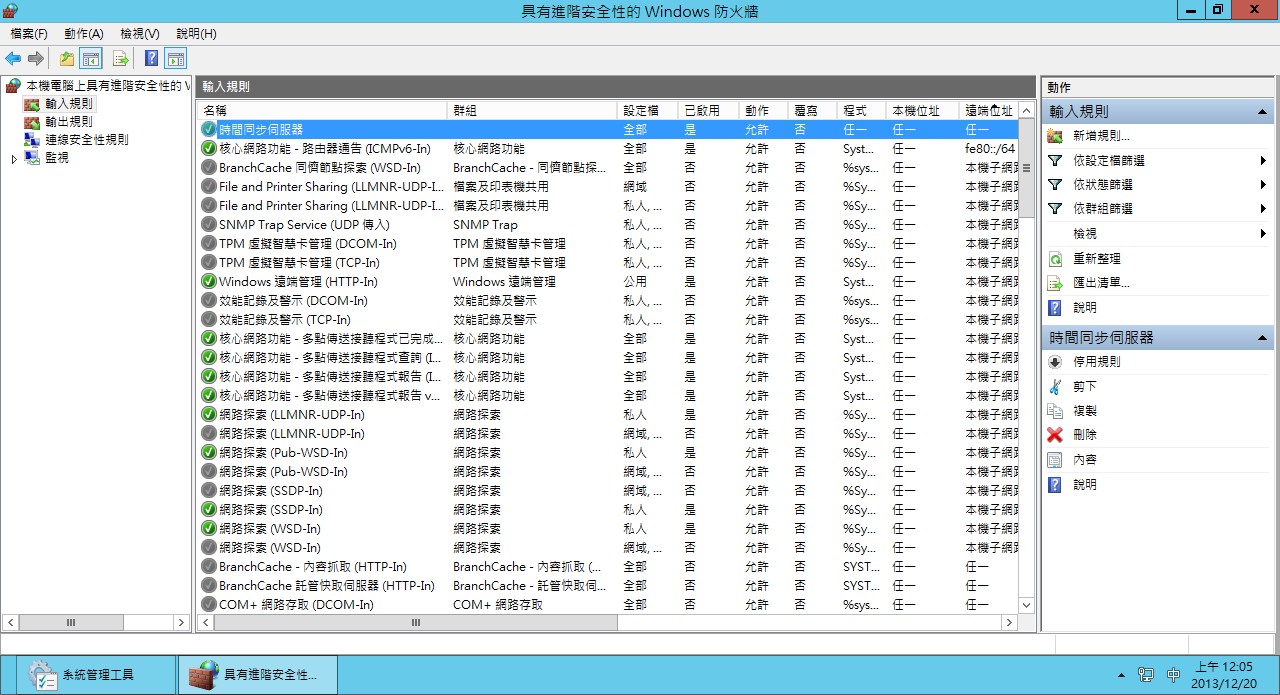 具有進階安全性的 Windows 防火牆
檔案(F) 動作(A) 檢視(V) 說明(H)
本機電腦上具有進階安全性的 W
輸入規則
輸出規則
連線安全性規則
監視
輸入規則
名稱 群組 設定檔 已啟用 動作 覆寫 程式 本機位址 遠端位址
時間同步伺服器 全部 是 允許 否 任一 任一 任一
核心網路功能 - 路由器通告 (ICMPv6-In) 核心網路功能 全部 是 允許 否 Syst... 任一 fe80::/64
BranchCache 同儕節點探索 (WSD-In) BranchCache - 同儕節點探... 全部 否 允許 否 %sys... 任一 本機子網路
File and Printer Sharing (LLMNR-UDP-I... 檔案及印表機共用 網域 否 允許 否 %Sy... 任一 本機子網路
File and Printer Sharing (LLMNR-UDP-I... 檔案及印表機共用 私人, ... 否 允許 否 %Sy... 任一 本機子網路
SNMP Trap Service (UDP 傳入) SNMP Trap 私人, ... 否 允許 否 %Sy... 任一 本機子網路
TPM 虛擬智慧卡管理 (DCOM-In) TPM 虛擬智慧卡管理 私人, ... 否 允許 否 %Sy... 任一 本機子網路
TPM 虛擬智慧卡管理 (TCP-In) TPM 虛擬智慧卡管理 私人, ... 否 允許 否 %Sy... 任一 本機子網路
Windows 遠端管理 (HTTP-In) Windows 遠端管理 公用 是 允許 否 Syst... 任一 本機子網路
效能記錄及警示 (DCOM-In) 效能記錄及警示 私人, ... 否 允許 否 %sys... 任一 本機子網路
效能記錄及警示 (TCP-In) 效能記錄及警示 私人, ... 否 允許 否 %sys... 任一 本機子網路
核心網路功能 - 多點傳送接聽程式已完成... 核心網路功能 全部 是 允許 否 Syst... 任一 本機子網路
核心網路功能 - 多點傳送接聽程式查詢 (I... 核心網路功能 全部 是 允許 否 Syst... 任一 本機子網路
核心網路功能 - 多點傳送接聽程式報告 (I... 核心網路功能 全部 是 允許 否 Syst... 任一 本機子網路
核心網路功能 - 多點傳送接聽程式報告 v... 核心網路功能 全部 是 允許 否 Syst... 任一 本機子網路
網路探索 (LLMNR-UDP-In) 網路探索 私人 是 允許 否 %Sy... 任一 本機子網路
網路探索 (LLMNR-UDP-In) 網路探索 網域, ... 否 允許 否 %Sy... 任一 本機子網路
網路探索 (Pub-WSD-In) 網路探索 私人 是 允許 否 %Sy... 任一 本機子網路
網路探索 (Pub-WSD-In) 網路探索 網域, ... 否 允許 否 %Sy... 任一 本機子網路
網路探索 (SSDP-In) 網路探索 網域, ... 否 允許 否 %Sy... 任一 本機子網路
網路探索 (SSDP-In) 網路探索 私人 是 允許 否 %Sy... 任一 本機子網路
網路探索 (WSD-In) 網路探索 私人 是 允許 否 %Sy... 任一 本機子網路
網路探索 (WSD-In) 網路探索 網域, ... 否 允許 否 %Sy... 任一 本機子網路
BranchCache - 內容抓取 (HTTP-In) BranchCache - 內容抓取 (... 全部 否 允許 否 SYST... 任一 任一
BranchCache 託管快取伺服器 (HTTP-In) BranchCache - 託管快取伺... 全部 否 允許 否 SYST... 任一 任一
COM+ 網路存取 (DCOM-In) COM+ 網路存取 全部 否 允許 否 %sys... 任一 任一
動作
輸入規則
新增規則...
依設定檔篩選
依狀態篩選
依群組篩選
檢視
重新整理
匯出清單...
說明
時間同步伺服器
停用規則
剪下
複製
刪除
內容
說明
系統管理工具
具有進階安全性...
中
上午 12:05
2013/12/20